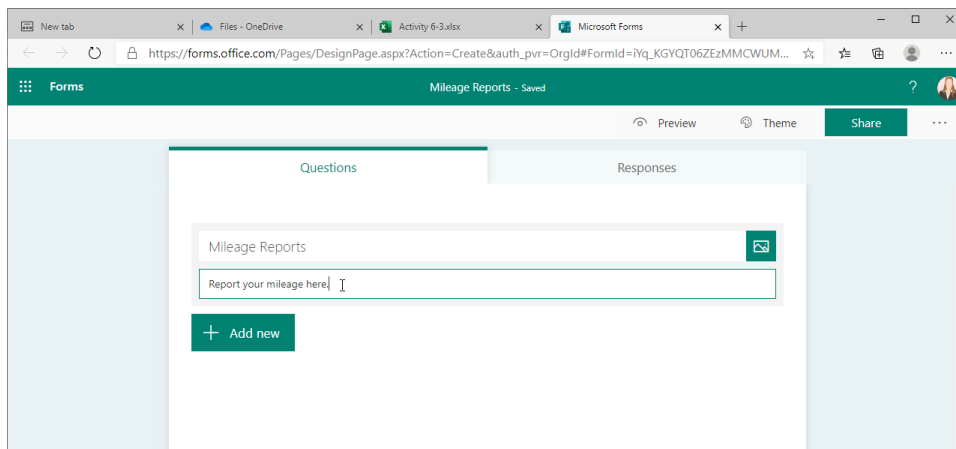 New tab
Files - OneDrive
Activity 6-3.xlsx
Microsoft Forms
https://forms.office.com/Pages/DesignPage.aspx?Action=Create&auth_pvr=OrgId#FormId=iYq_KGYQT06ZEzMMCWUM...
Forms
Mileage Reports - Saved
?
Preview
Theme
Share
Questions
Responses
Mileage Reports
Report your mileage here.
Add new